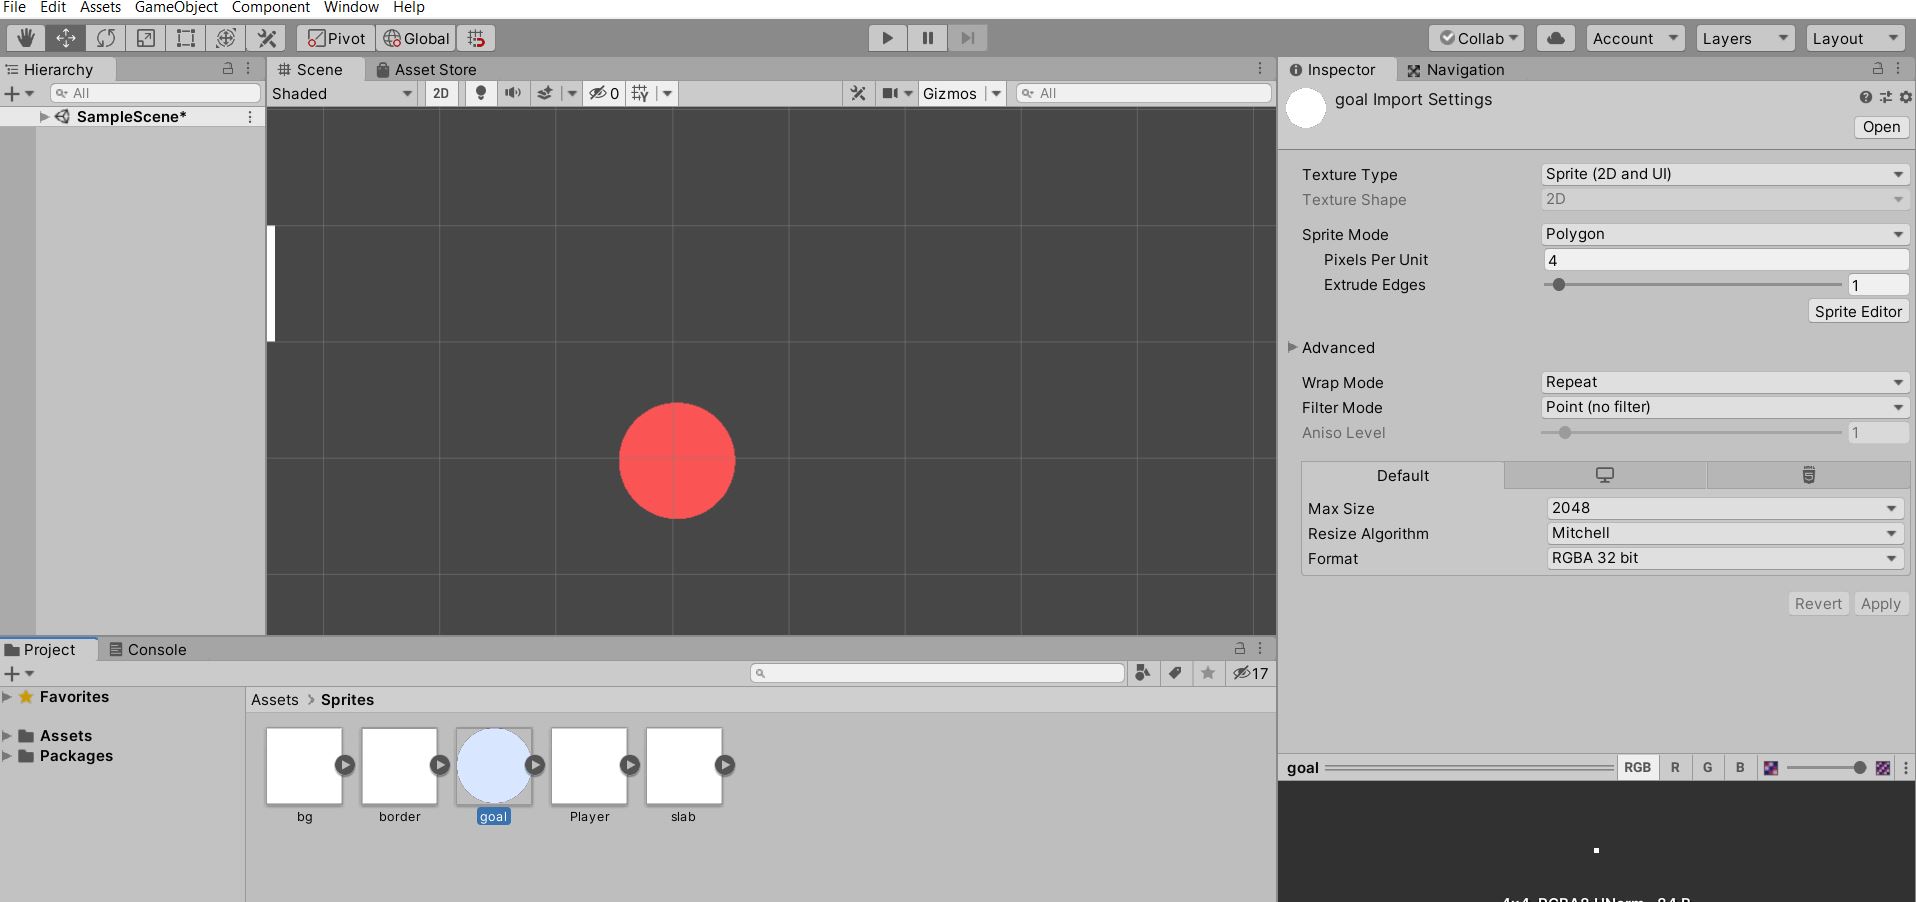 File Edit Assets GameObject Component Window Help
Pivot Global Collab Account Layers Layout
Hierarchy
All
SampleScene*
Scene Asset Store
Shaded 2D 0 Gizmos All
Inspector Navigation
goal Import Settings
Open
Texture Type Sprite (2D and UI)
Texture Shape 2D
Sprite Mode Polygon
Pixels Per Unit 4
Extrude Edges 1
Sprite Editor
Advanced
Wrap Mode Repeat
Filter Mode Point (no filter)
Aniso Level 1
Default
Max Size 2048
Resize Algorithm Mitchell
Format RGBA 32 bit
Revert Apply
Project Console
17
Favorites
Assets
Packages
Assets > Sprites
bg border goal Player slab
goal RGB R G B